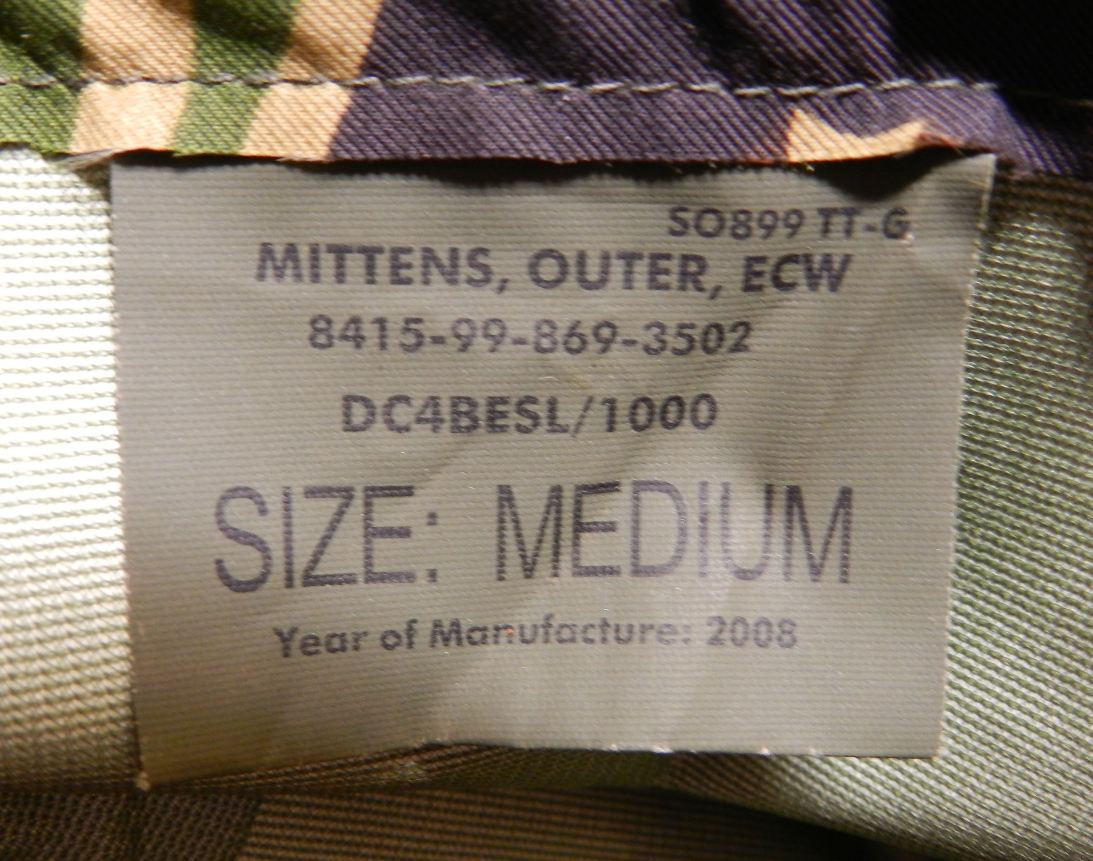 SO899 TT-G
MITTENS, OUTER, ECW
8415-99-869-3502
DC4BESL/1000
SIZE: MEDIUM
Year of Manufacture: 2008